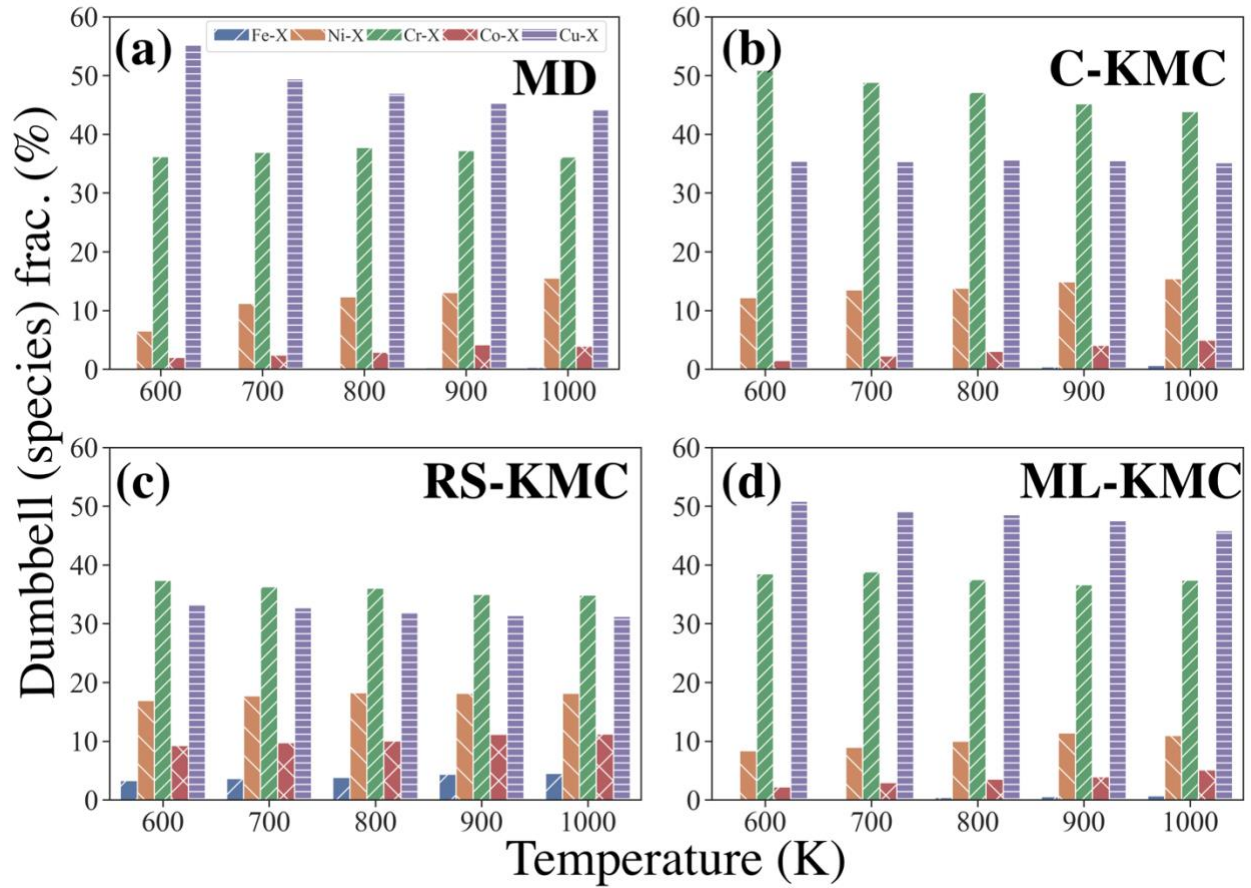 Dumbbell (species) frac. (%)
(a)
Fe-X Ni-X Cr-X Co-X Cu-X
MD
60
50
40
30
20
10
0
600 700 800 900 1000
(b)
C-KMC
60
50
40
30
20
10
0
600 700 800 900 1000
(c)
RS-KMC
60
50
40
30
20
10
0
600 700 800 900 1000
(d)
ML-KMC
60
50
40
30
20
10
0
600 700 800 900 1000
Temperature (K)